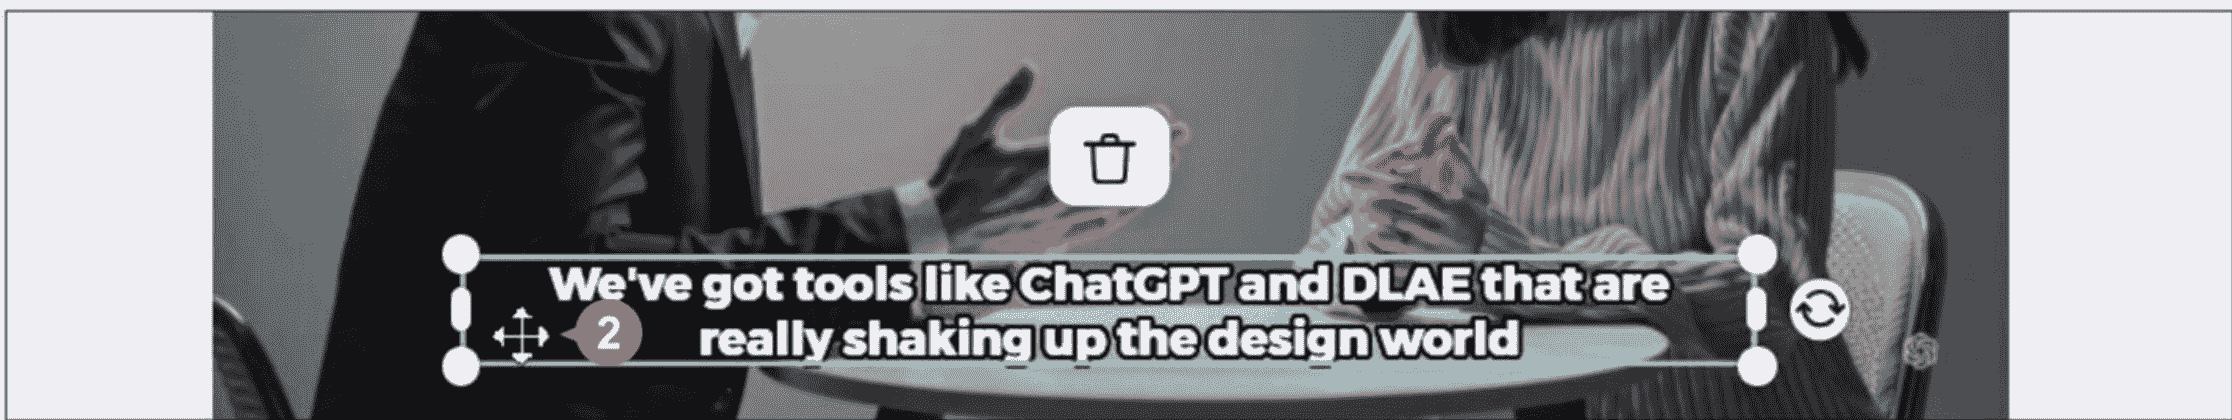 We've got tools like ChatGPT and DLAE that are
2
really shaking up the design world